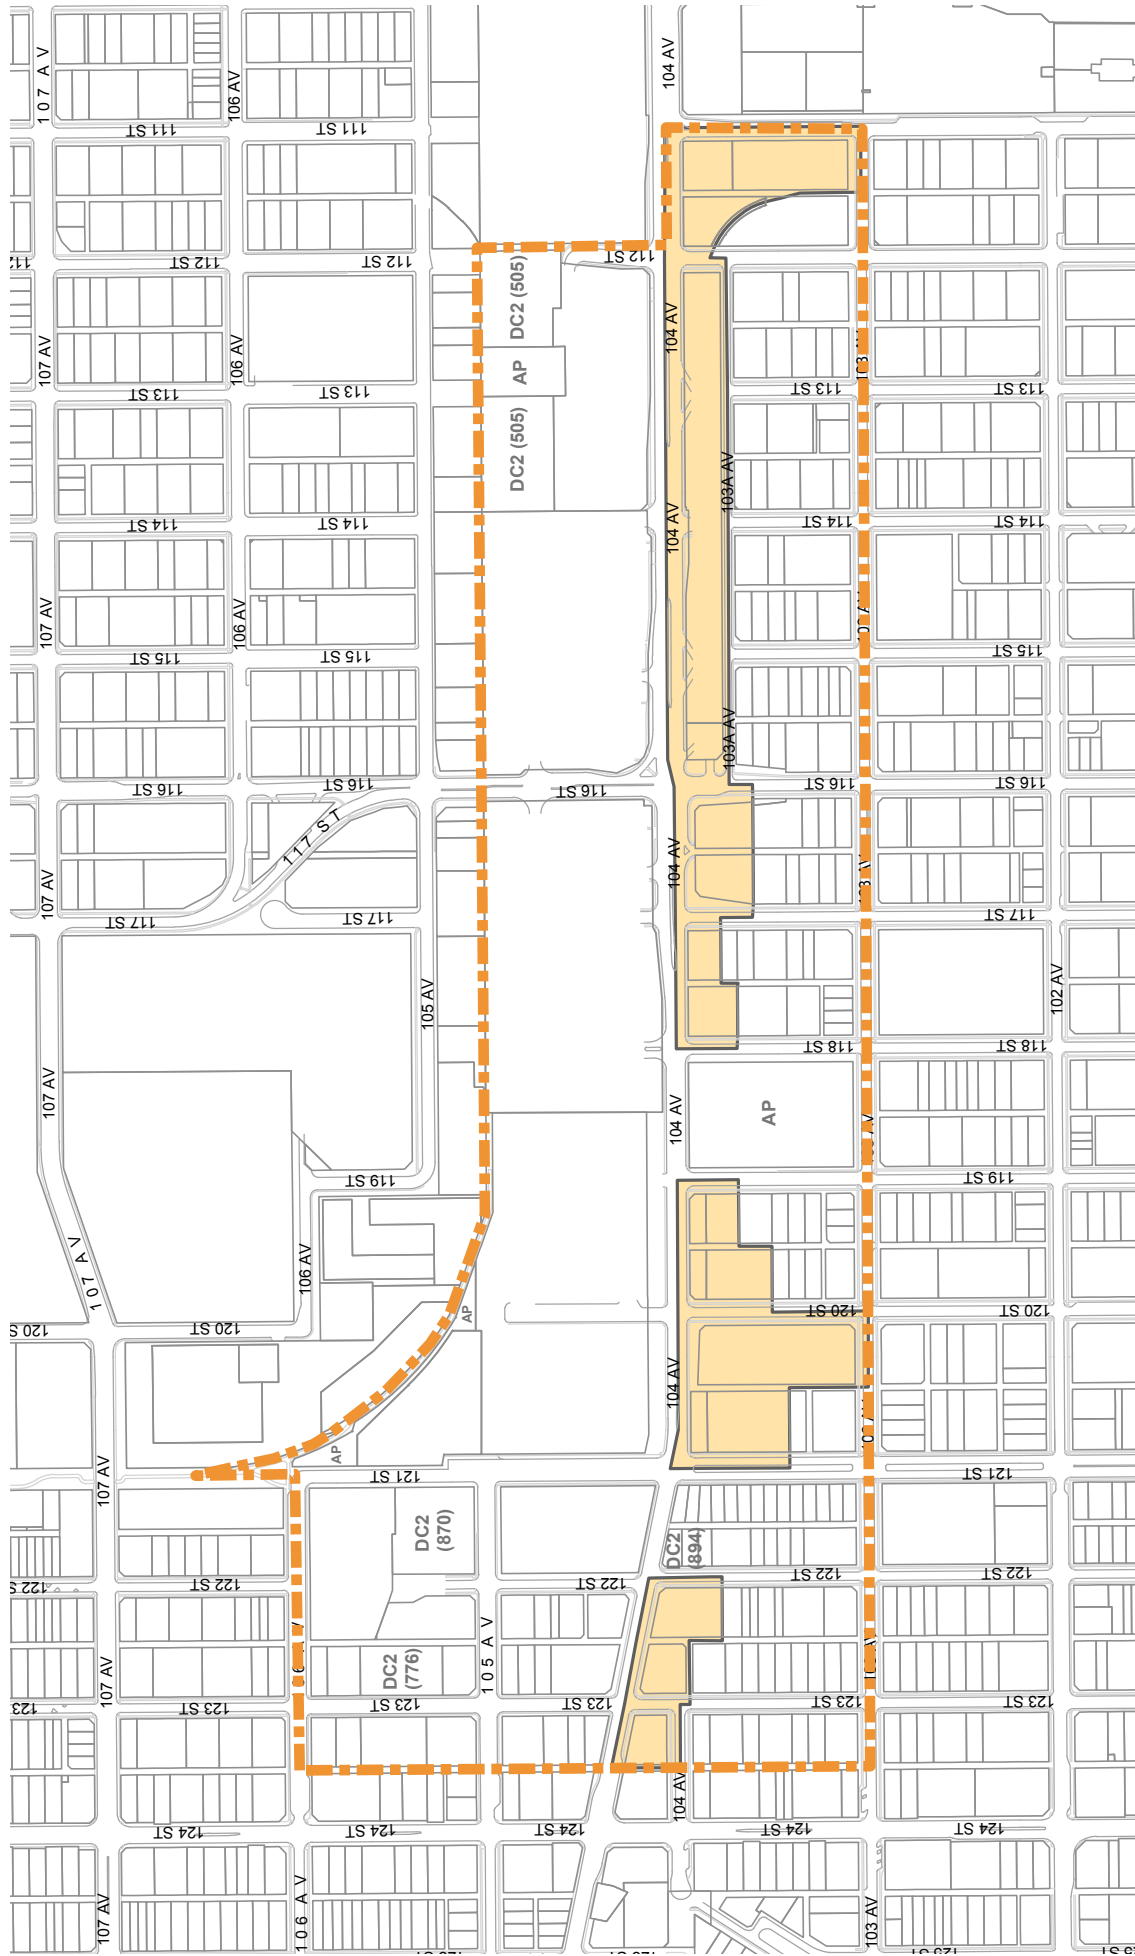 107 AV
106 AV
104 AV
111 ST
111 ST
112 ST
112 ST
112 ST
107 AV
106 AV
DC2 (505)
AP
DC2 (505)
104 AV
113 ST
113 ST
113 ST
113 ST
103A AV
104 AV
114 ST
114 ST
114 ST
114 ST
107 AV
106 AV
115 ST
115 ST
115 ST
103A AV
116 ST
116 ST
116 ST
116 ST
116 ST
117 ST
107 AV
104 AV
117 ST
117 ST
117 ST
105 AV
102 AV
118 ST
118 ST
107 AV
104 AV
AP
119 ST
119 ST
107 AV
106 AV
120 ST
120 ST
120 ST
AP
104 AV
AP
107 AV
121 ST
121 ST
DC2
(870)
DC2
(894)
122 ST
122 ST
122 ST
122 ST
107 AV
DC2
(776)
105 AV
123 ST
123 ST
123 ST
123 ST
123 ST
104 AV
124 ST
124 ST
124 ST
124 ST
124 ST
107 AV
106 AV
103 AV